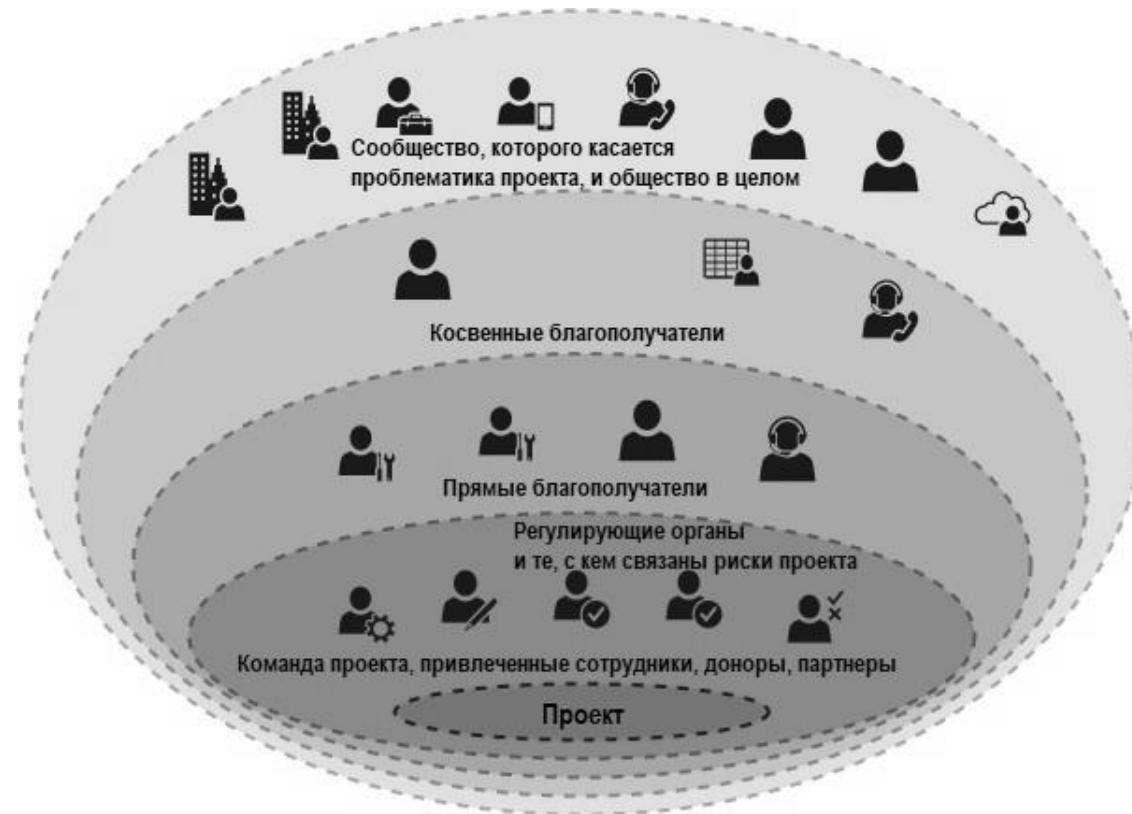 Сообщество, которого касается
проблематика проекта, и общество в целом
Косвенные благополучатели
Прямые благополучатели
Регулирующие органы
и те, с кем связаны риски проекта
Команда проекта, привлеченные сотрудники, доноры, партнеры
Проект